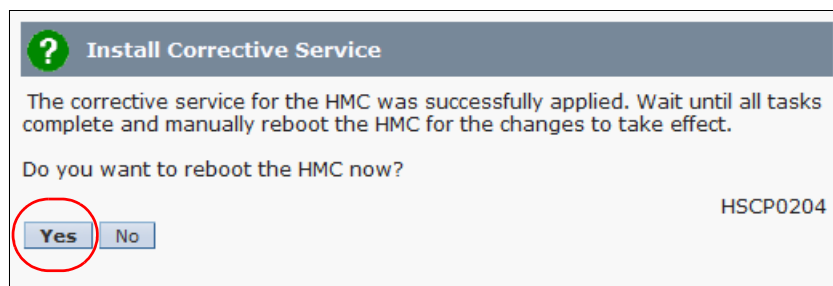 ?
Install Corrective Service
The corrective service for the HMC was successfully applied. Wait until all tasks
complete and manually reboot the HMC for the changes to take effect.
Do you want to reboot the HMC now?
HSCP0204
Yes No